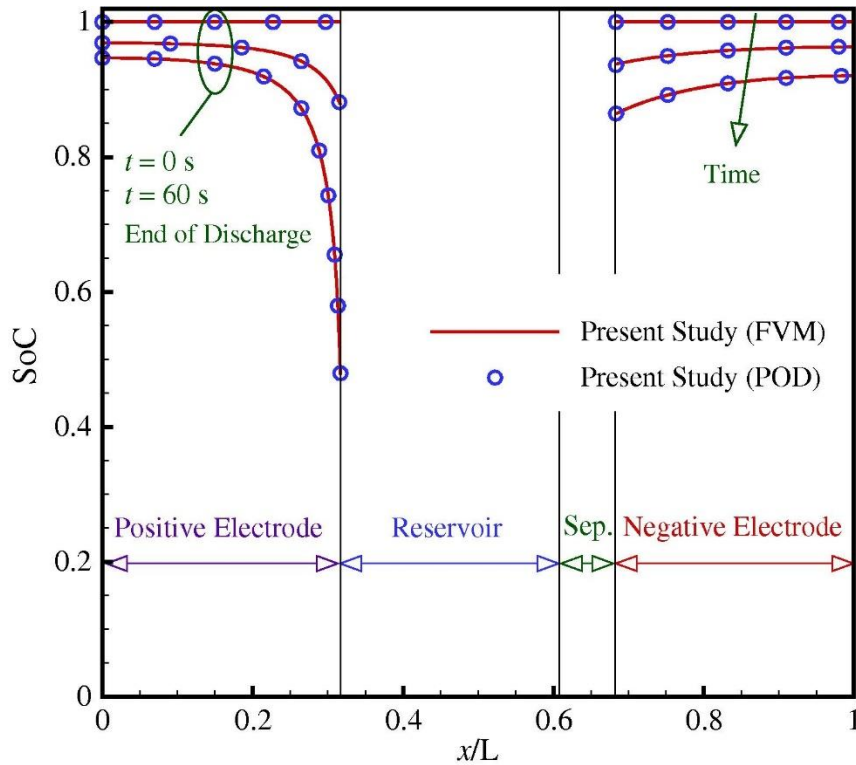 1
0.8
0.6
0.4
0.2
0
SoC
t = 0 s
t = 60 s
End of Discharge
Time
Present Study (FVM)
Present Study (POD)
Positive Electrode
Reservoir
Sep.
Negative Electrode
0
0.2
0.4
0.6
0.8
1
x/L